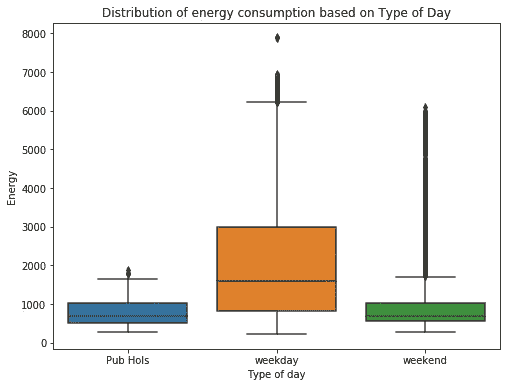 Distribution of energy consumption based on Type of Day
8000
7000
6000
5000
4000
3000
2000
1000
0
Energy
Pub Hols
weekday
weekend
Type of day